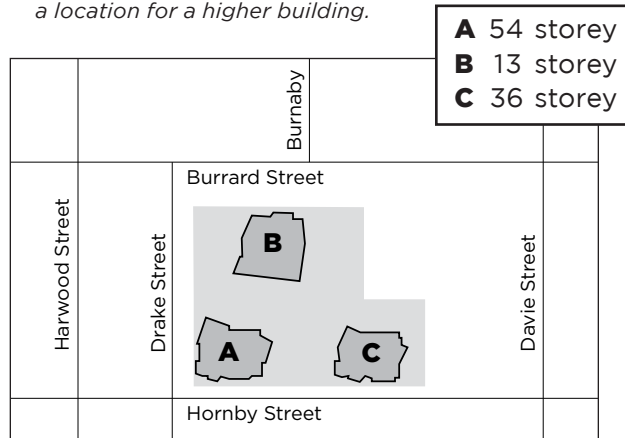 a location for a higher building.
A 54 storey
B 13 storey
C 36 storey
Burnaby
Burrard Street
Harwood Street
Drake Street
Davie Street
B
A
C
Hornby Street